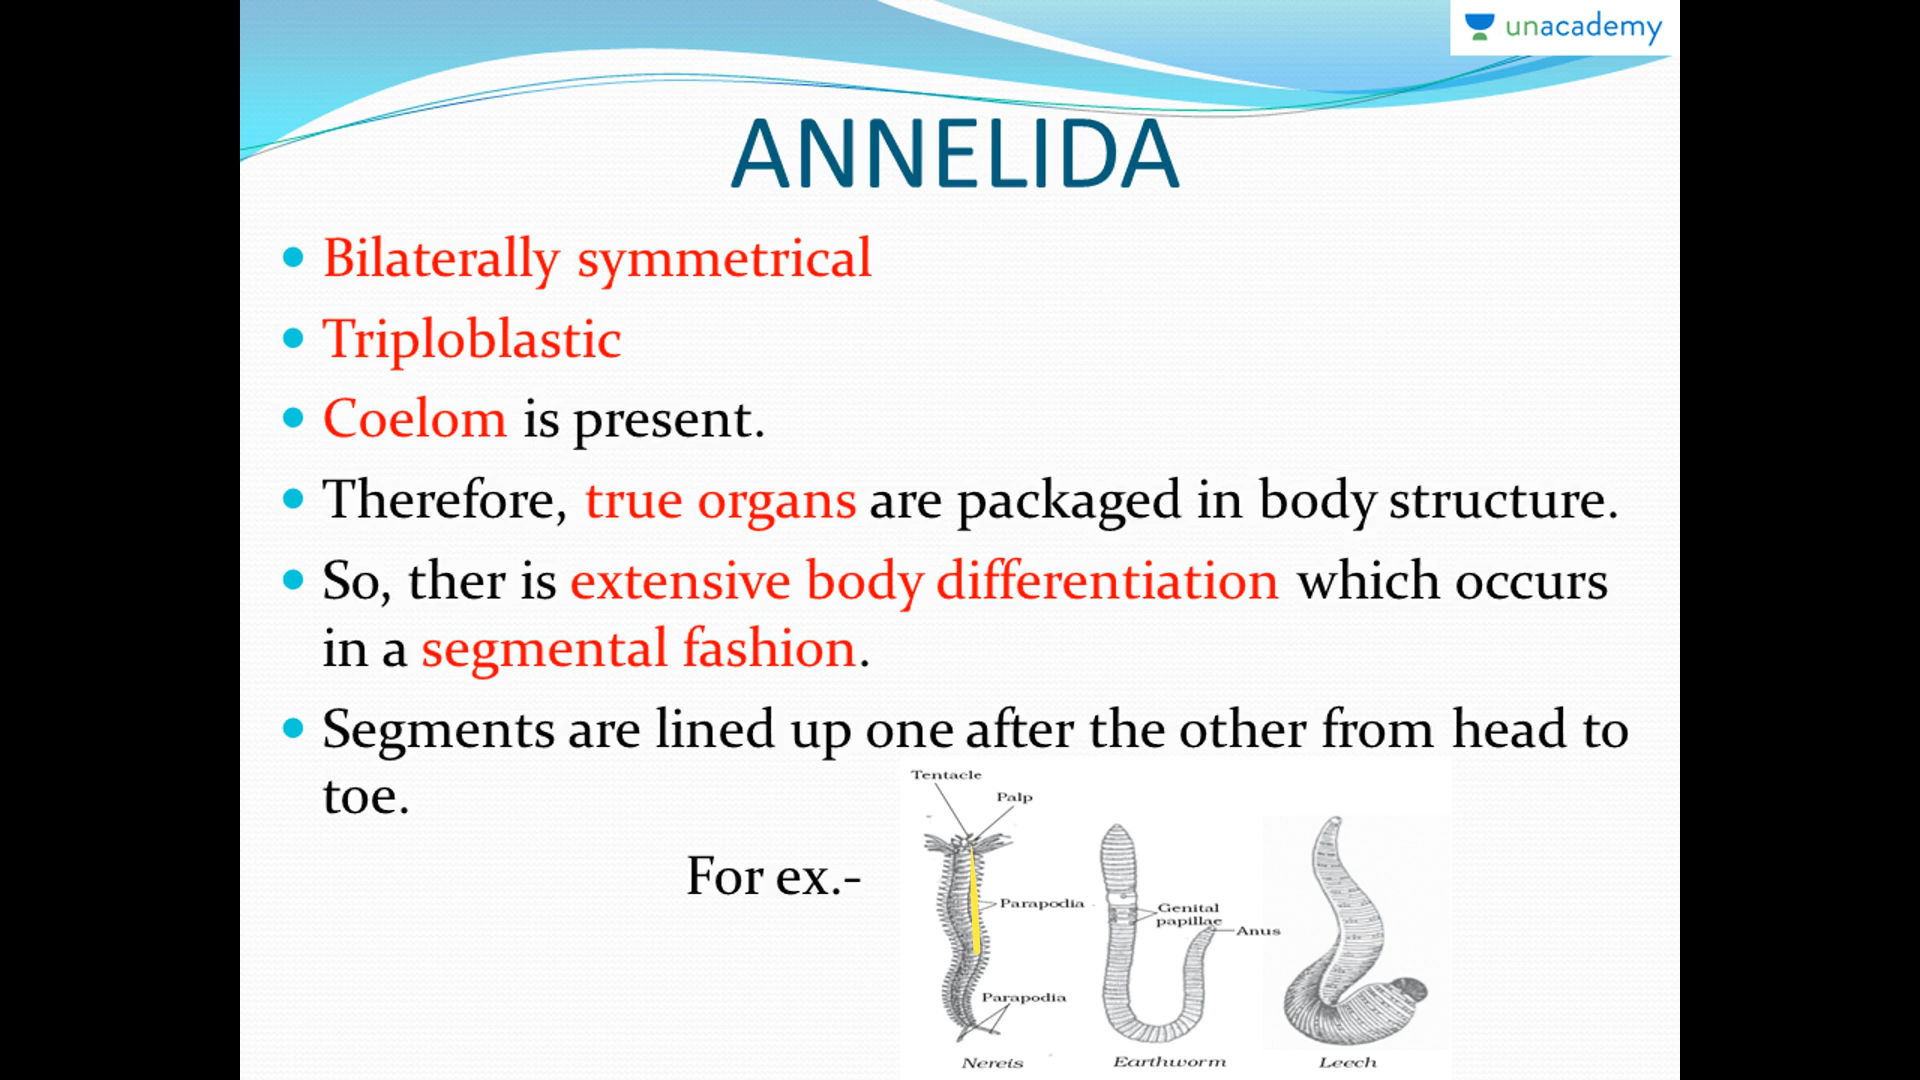 unacademy
ANNELIDA
• Bilaterally symmetrical
• Triploblastic
• Coelom is present.
• Therefore, true organs are packaged in body structure.
• So, ther is extensive body differentiation which occurs
in a segmental fashion.
• Segments are lined up one after the other from head to
toe.
For ex.-
Tentacle
Palp
Parapodia
Genital
papillae
Anus
Parapodia
Nereis
Earthworm
Leech